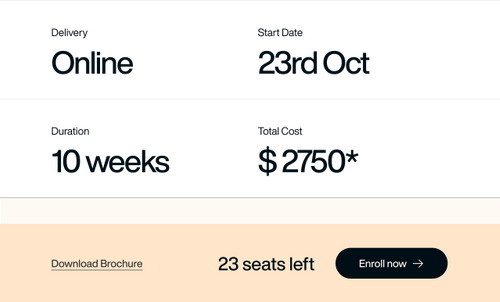 Delivery
Online
Start Date
23rd Oct
Duration
10 weeks
Total Cost
$ 2750*
Download Brochure
23 seats left
Enroll now →